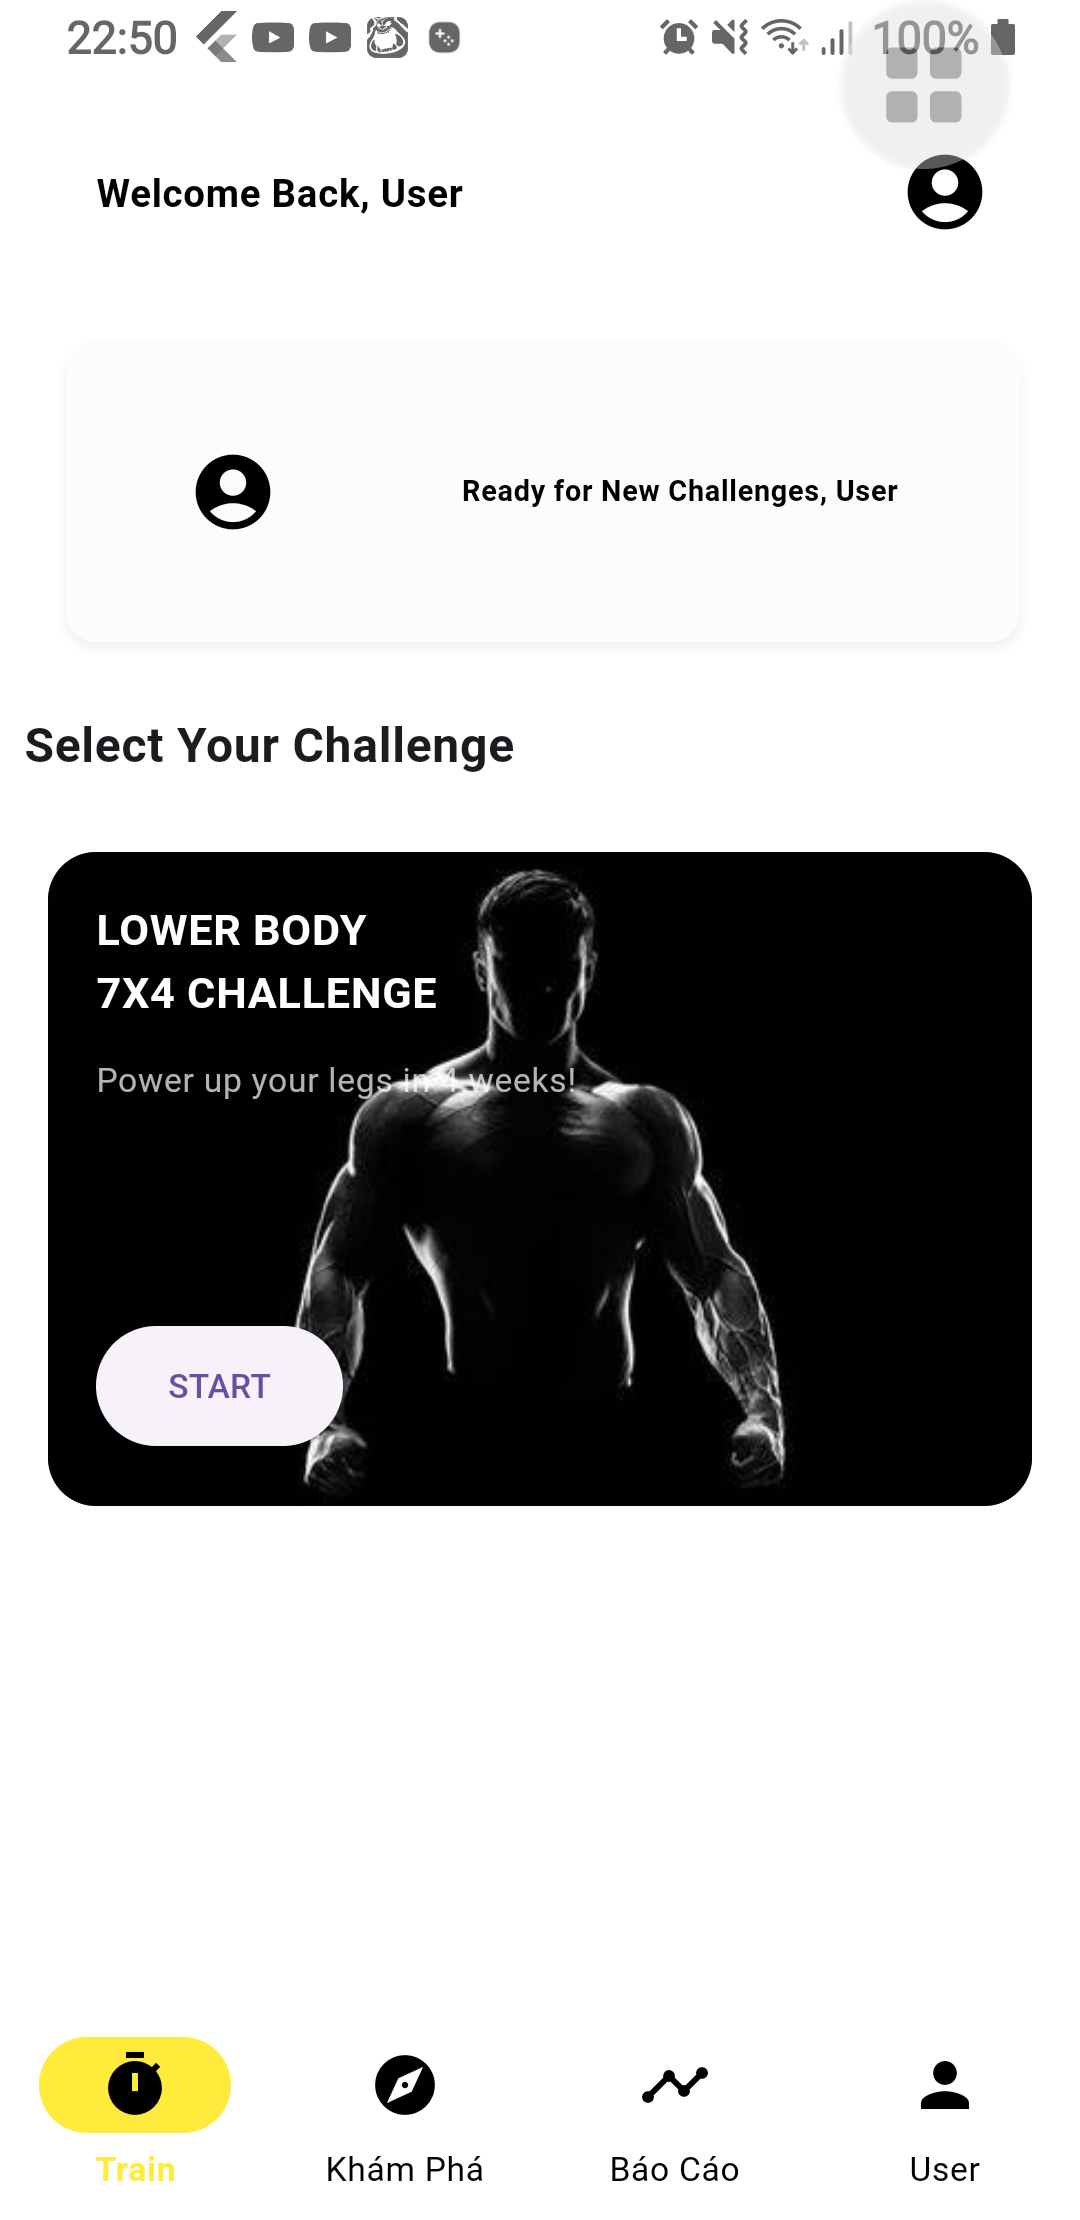 22:50
100%
Welcome Back, User
Ready for New Challenges, User
Select Your Challenge
LOWER BODY
7X4 CHALLENGE
Power up your legs in 4 weeks!
START
Train
Khám Phá
Báo Cáo
User